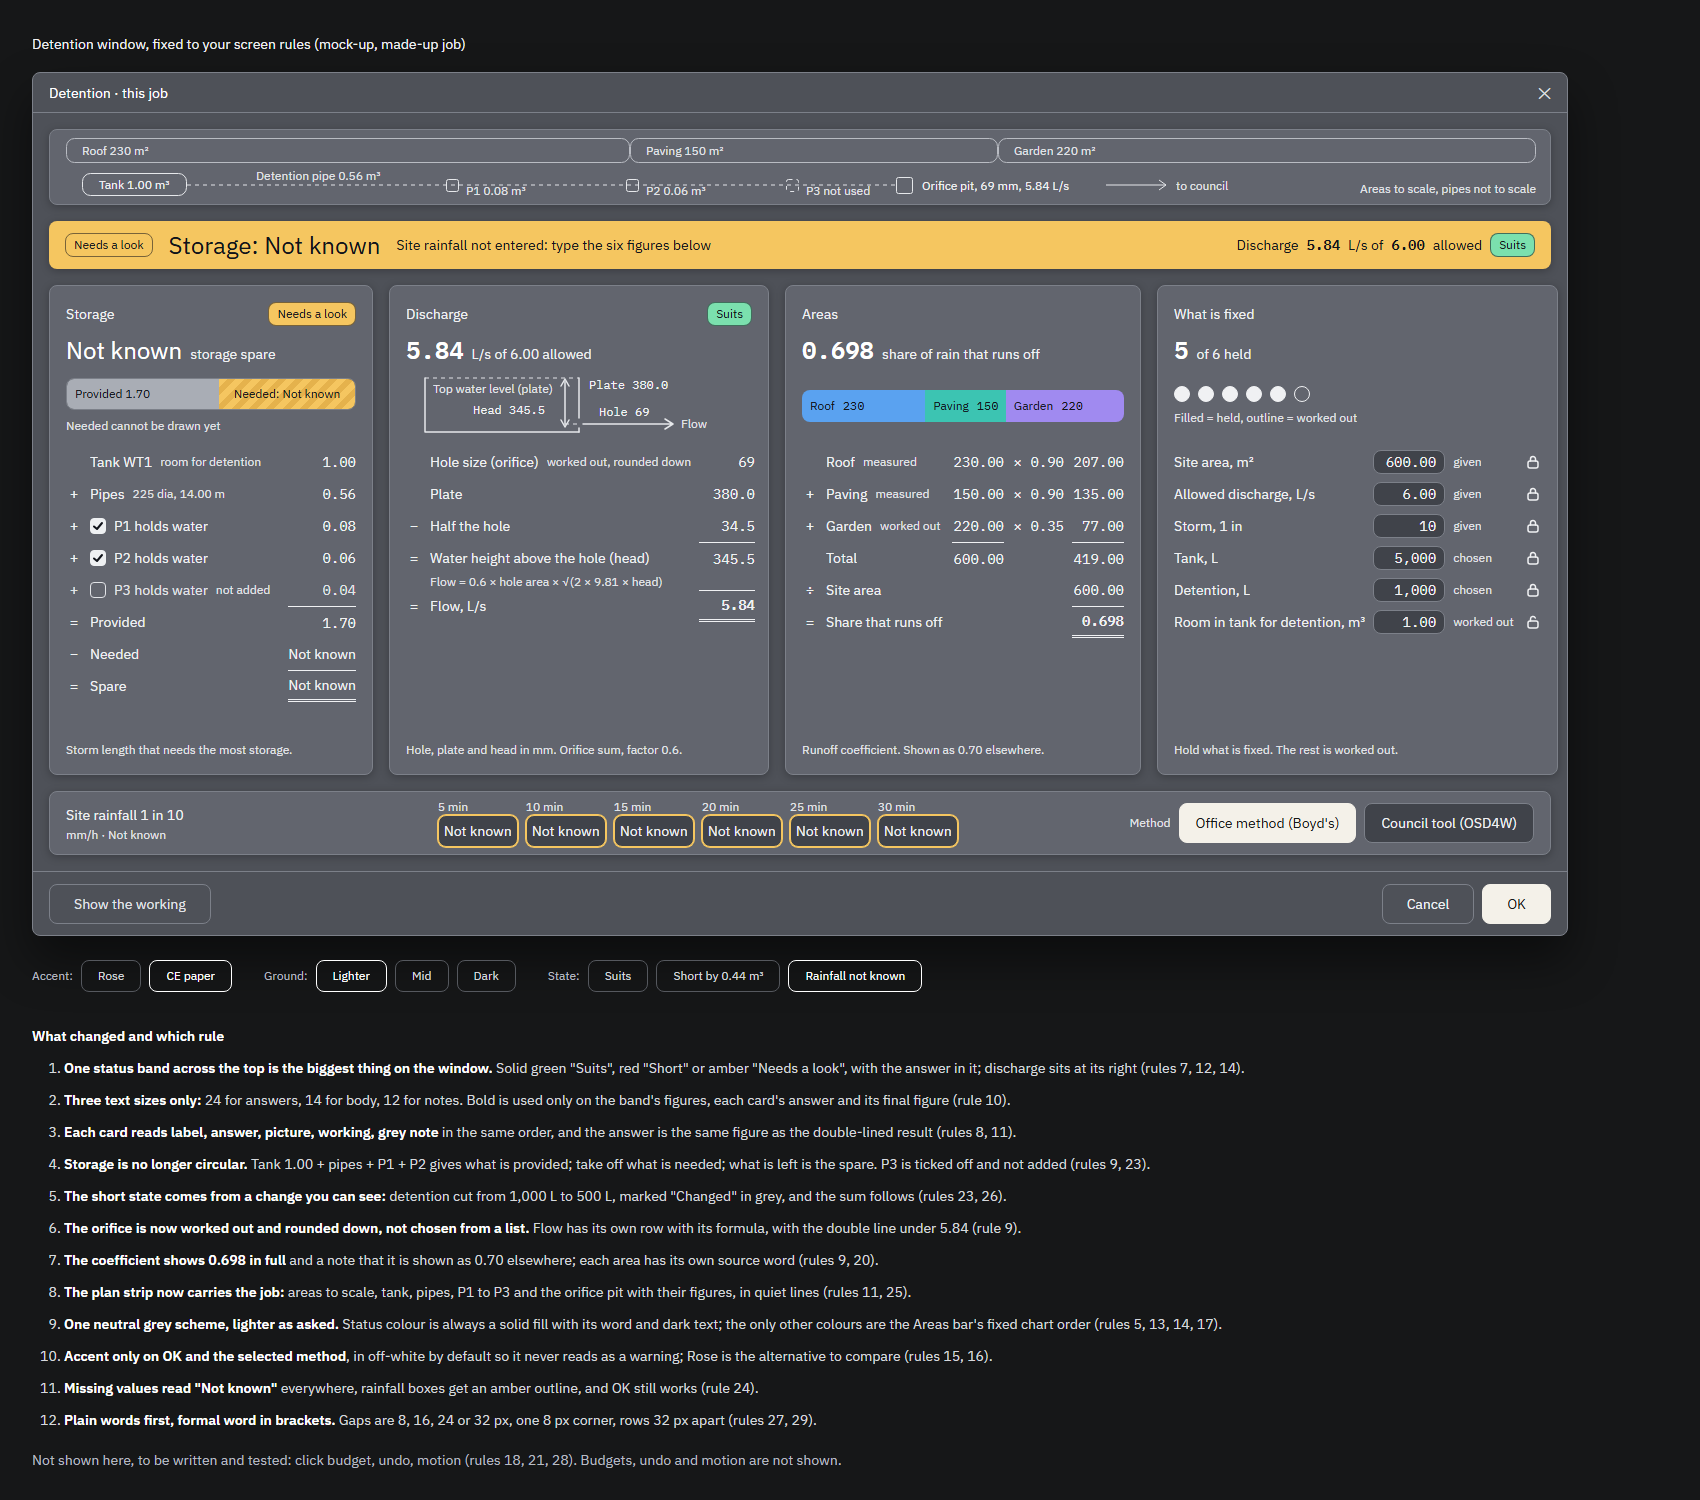 Detention window, fixed to your screen rules (mock-up, made-up job)
Detention · this job
Roof 230 m²
Paving 150 m²
Garden 220 m²
Tank 1.00 m³
Detention pipe 0.56 m³
P1 0.08 m³
P2 0.06 m³
P3 not used
Orifice pit, 69 mm, 5.84 L/s
to council
Areas to scale, pipes not to scale
Needs a look
Storage: Not known
Site rainfall not entered: type the six figures below
Discharge 5.84 L/s of 6.00 allowed
Suits
Storage
Needs a look
Not known storage spare
Provided 1.70
Needed: Not known
Needed cannot be drawn yet
Tank WT1 room for detention 1.00
+ Pipes 225 dia, 14.00 m 0.56
+ P1 holds water 0.08
+ P2 holds water 0.06
+ P3 holds water not added 0.04
= Provided 1.70
− Needed Not known
= Spare Not known
Storm length that needs the most storage.
Discharge
Suits
5.84 L/s of 6.00 allowed
Top water level (plate)
Plate 380.0
Head 345.5
Hole 69
Flow
Hole size (orifice) worked out, rounded down 69
Plate 380.0
− Half the hole 34.5
= Water height above the hole (head) 345.5
Flow = 0.6 × hole area × √(2 × 9.81 × head)
= Flow, L/s 5.84
Hole, plate and head in mm. Orifice sum, factor 0.6.
Areas
0.698 share of rain that runs off
Roof 230
Paving 150
Garden 220
Roof measured 230.00 × 0.90 207.00
+ Paving measured 150.00 × 0.90 135.00
+ Garden worked out 220.00 × 0.35 77.00
Total 600.00 419.00
÷ Site area 600.00
= Share that runs off 0.698
Runoff coefficient. Shown as 0.70 elsewhere.
What is fixed
5 of 6 held
Filled = held, outline = worked out
Site area, m² 600.00 given
Allowed discharge, L/s 6.00 given
Storm, 1 in 10 given
Tank, L 5,000 chosen
Detention, L 1,000 chosen
Room in tank for detention, m³ 1.00 worked out
Hold what is fixed. The rest is worked out.
Site rainfall 1 in 10
mm/h · Not known
5 min
10 min
15 min
20 min
25 min
30 min
Not known
Not known
Not known
Not known
Not known
Not known
Method
Office method (Boyd's)
Council tool (OSD4W)
Show the working
Cancel
OK
Accent: Rose CE paper
Ground: Lighter Mid Dark
State: Suits Short by 0.44 m³ Rainfall not known
What changed and which rule
1. One status band across the top is the biggest thing on the window. Solid green "Suits", red "Short" or amber "Needs a look", with the answer in it; discharge sits at its right (rules 7, 12, 14).
2. Three text sizes only: 24 for answers, 14 for body, 12 for notes. Bold is used only on the band's figures, each card's answer and its final figure (rule 10).
3. Each card reads label, answer, picture, working, grey note in the same order, and the answer is the same figure as the double-lined result (rules 8, 11).
4. Storage is no longer circular. Tank 1.00 + pipes + P1 + P2 gives what is provided; take off what is needed; what is left is the spare. P3 is ticked off and not added (rules 9, 23).
5. The short state comes from a change you can see: detention cut from 1,000 L to 500 L, marked "Changed" in grey, and the sum follows (rules 23, 26).
6. The orifice is now worked out and rounded down, not chosen from a list. Flow has its own row with its formula, with the double line under 5.84 (rule 9).
7. The coefficient shows 0.698 in full and a note that it is shown as 0.70 elsewhere; each area has its own source word (rules 9, 20).
8. The plan strip now carries the job: areas to scale, tank, pipes, P1 to P3 and the orifice pit with their figures, in quiet lines (rules 11, 25).
9. One neutral grey scheme, lighter as asked. Status colour is always a solid fill with its word and dark text; the only other colours are the Areas bar's fixed chart order (rules 5, 13, 14, 17).
10. Accent only on OK and the selected method, in off-white by default so it never reads as a warning; Rose is the alternative to compare (rules 15, 16).
11. Missing values read "Not known" everywhere, rainfall boxes get an amber outline, and OK still works (rule 24).
12. Plain words first, formal word in brackets. Gaps are 8, 16, 24 or 32 px, one 8 px corner, rows 32 px apart (rules 27, 29).
Not shown here, to be written and tested: click budget, undo, motion (rules 18, 21, 28). Budgets, undo and motion are not shown.